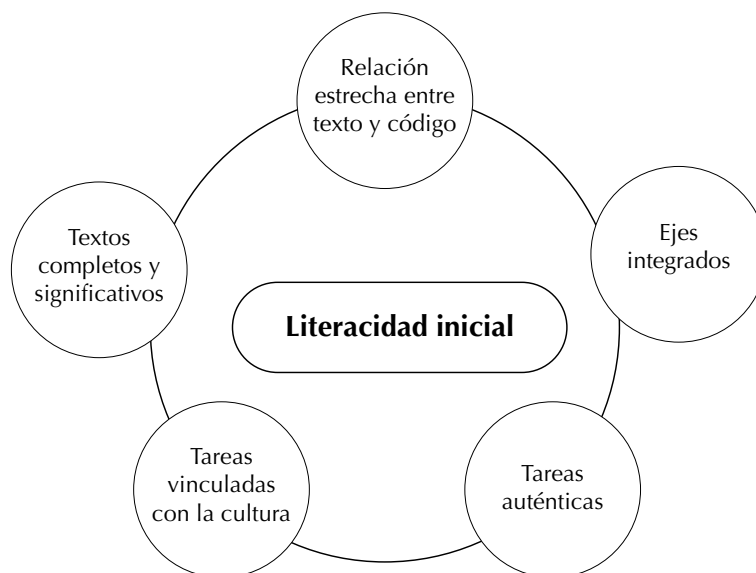 Relación
estrecha entre
texto y código
Ejes
integrados
Textos
completos y
significativos
Literacidad inicial
Tareas
vinculadas
con la cultura
Tareas
auténticas